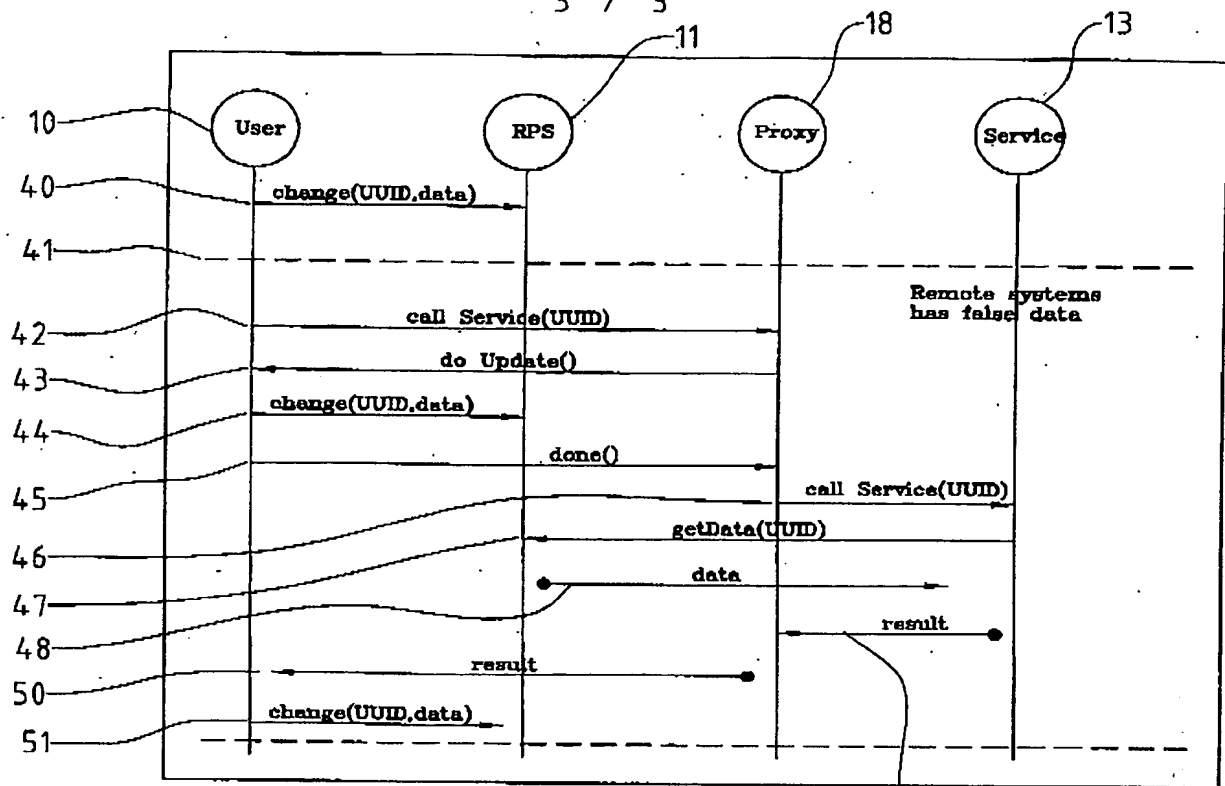 3 / 3
11
18
13
10
User
RPS
Proxy
Service
40
change(UUID,data)
41
Remote systems
has false data
42
call Service(UUID)
43
do Update()
44
change(UUID,data)
45
done()
46
call Service(UUID)
47
getData(UUID)
48
data
result
50
result
51
change(UUID,data)